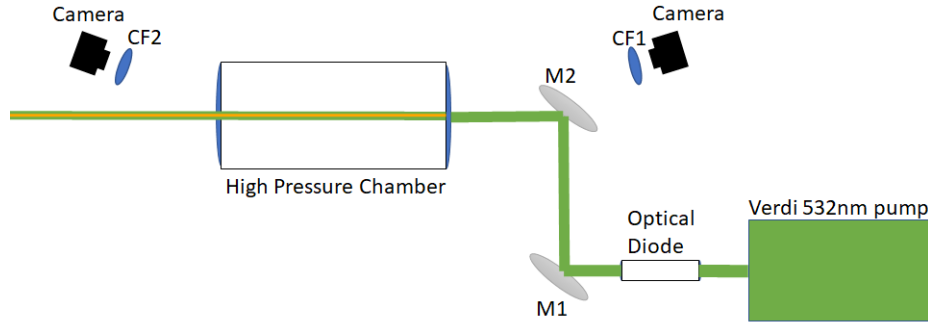 Camera
CF2
Camera
CF1
M2
High Pressure Chamber
Optical
Diode
Verdi 532nm pump
M1